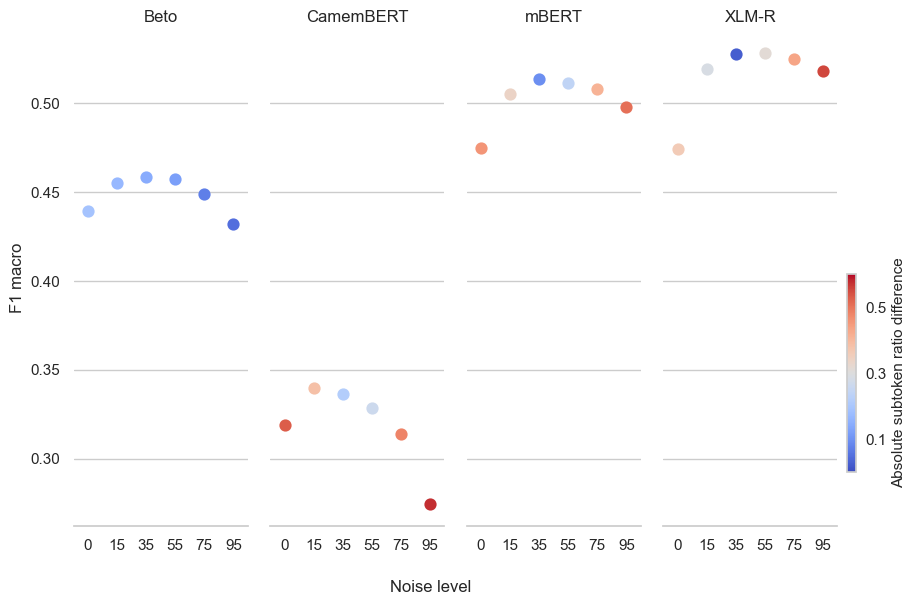 Beto CamemBERT mBERT XLM-R
0.50
0.45
0.40
0.35
0.30
F1 macro
0 15 35 55 75 95 0 15 35 55 75 95 0 15 35 55 75 95 0 15 35 55 75 95
Noise level
0.5
0.3
0.1
Absolute subtoken ratio difference